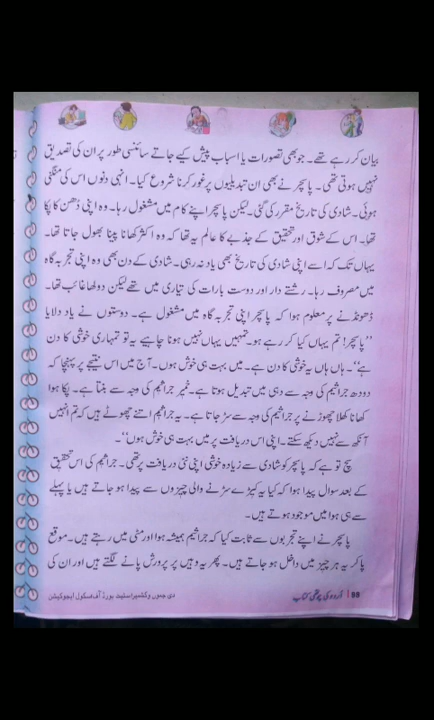 بیان کر رہے تھے۔ جو بھی تصورات یا اسباب پیش کیے جاتے سائنسی طور پر ان کی تصدیق
نہیں ہوتی تھی۔ پاسچر نے بھی ان تبدیلیوں پر غور کرنا شروع کیا۔ انہی دنوں اس کی منگنی
ہوئی۔ شادی کی تاریخ مقرر کی گئی۔ لیکن پاسچر اپنے کام میں مشغول رہا۔ وہ اپنی دُھن کا پکا
تھا۔ اس کے شوق اور تحقیق کے جذبے کا عالم یہ تھا کہ وہ اکثر کھانا پینا بھول جاتا تھا۔
یہاں تک کہ اسے اپنی شادی کی تاریخ بھی یاد نہ رہی۔ شادی کے دن بھی وہ اپنی تجربہ گاہ
میں مصروف رہا۔ رشتے دار اور دوست بارات کی تیاری میں تھے لیکن دولھا غائب تھا۔
ڈھونڈنے پر معلوم ہوا کہ پاسچر اپنی تجربہ گاہ میں مشغول ہے۔ دوستوں نے یاد دلایا
’’پاسچر! تم یہاں کیا کر رہے ہو۔ تمہیں یہاں نہیں ہونا چاہیے یہ تو تمہاری خوشی کا دن
ہے‘‘۔ ہاں ہاں یہ خوشی کا دن ہے۔ میں بہت ہی خوش ہوں۔ آج میں اس نتیجے پر پہنچا کہ
دودھ جراثیم کی وجہ سے دہی میں تبدیل ہوتا ہے۔ خمیر جراثیم کی وجہ سے بنتا ہے۔ پکا ہوا
کھانا کھلا چھوڑنے پر جراثیم کی وجہ سے سڑ جاتا ہے۔ یہ جراثیم اتنے چھوٹے ہیں کہ تم انہیں
آنکھ سے نہیں دیکھ سکتے۔ اپنی اس دریافت پر میں بہت ہی خوش ہوں‘‘۔
سچ تو ہے کہ پاسچر کو شادی سے زیادہ خوشی اپنی نئی دریافت پر تھی۔ جراثیم کی اس تحقیق
کے بعد سوال پیدا ہوا کہ کیا یہ کیڑے سڑنے والی چیزوں سے پیدا ہو جاتے ہیں یا پہلے
سے ہی ہوا میں موجود ہوتے ہیں۔
پاسچر نے اپنے تجربوں سے ثابت کیا کہ جراثیم ہمیشہ ہوا اور مٹی میں رہتے ہیں۔ موقع
پا کر یہ ہر چیز میں داخل ہو جاتے ہیں۔ پھر یہ وہیں پر پرورش پانے لگتے ہیں اور ان کی
88 | اُردو کی چوتھی کتاب
دی جموں و کشمیر اسٹیٹ بورڈ آف سکول ایجوکیشن